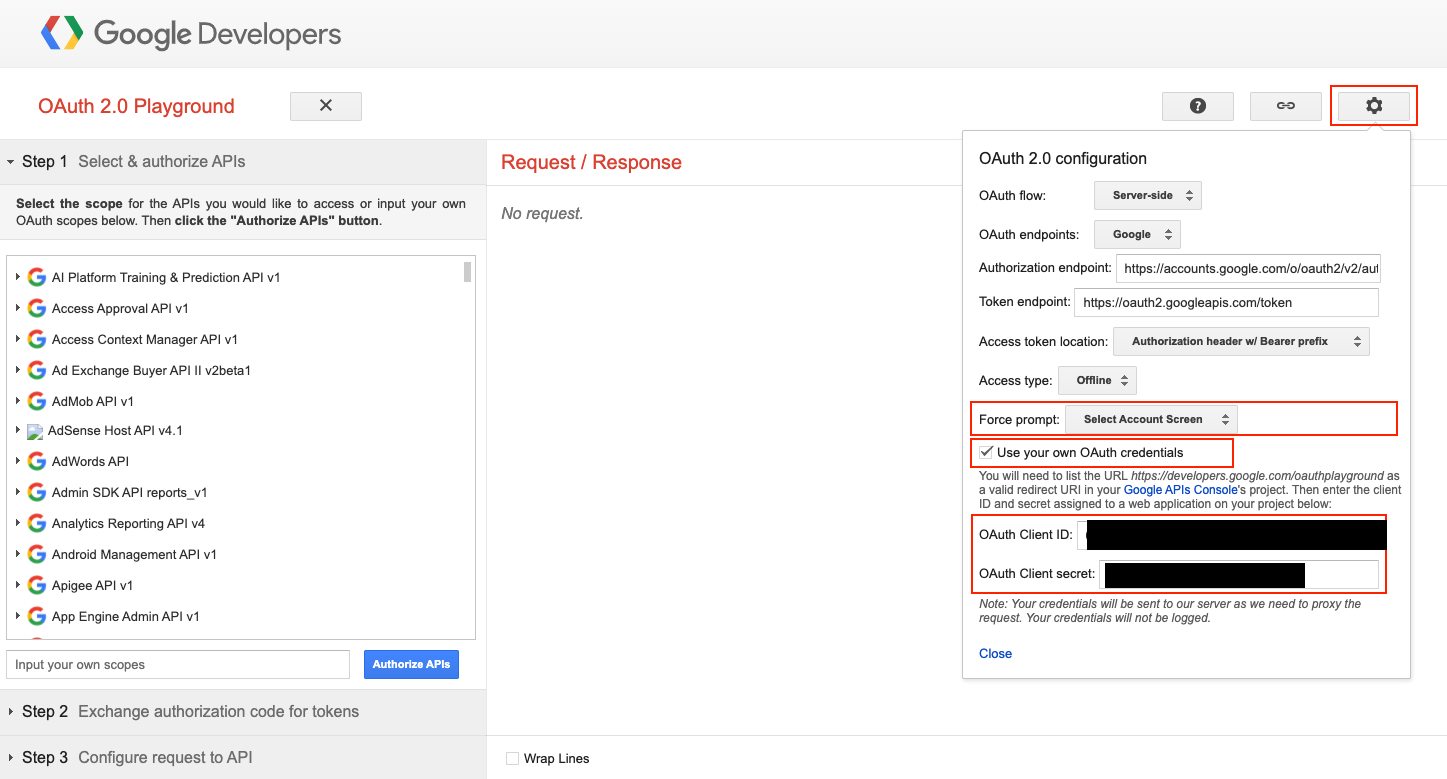 Google Developers
OAuth 2.0 Playground
Step 1 Select & authorize APIs
Select the scope for the APIs you would like to access or input your own
OAuth scopes below. Then click the "Authorize APIs" button.
AI Platform Training & Prediction API v1
Access Approval API v1
Access Context Manager API v1
Ad Exchange Buyer API II v2beta1
AdMob API v1
AdSense Host API v4.1
AdWords API
Admin SDK API reports_v1
Analytics Reporting API v4
Android Management API v1
Apigee API v1
App Engine Admin API v1
Input your own scopes
Authorize APIs
Step 2 Exchange authorization code for tokens
Step 3 Configure request to API
Request / Response
No request.
Wrap Lines
OAuth 2.0 configuration
OAuth flow: Server-side
OAuth endpoints: Google
Authorization endpoint: https://accounts.google.com/o/oauth2/v2/aut
Token endpoint: https://oauth2.googleapis.com/token
Access token location: Authorization header w/ Bearer prefix
Access type: Offline
Force prompt: Select Account Screen
Use your own OAuth credentials
You will need to list the URL https://developers.google.com/oauthplayground as
a valid redirect URI in your Google APIs Console's project. Then enter the client
ID and secret assigned to a web application on your project below:
OAuth Client ID:
OAuth Client secret:
Note: Your credentials will be sent to our server as we need to proxy the
request. Your credentials will not be logged.
Close